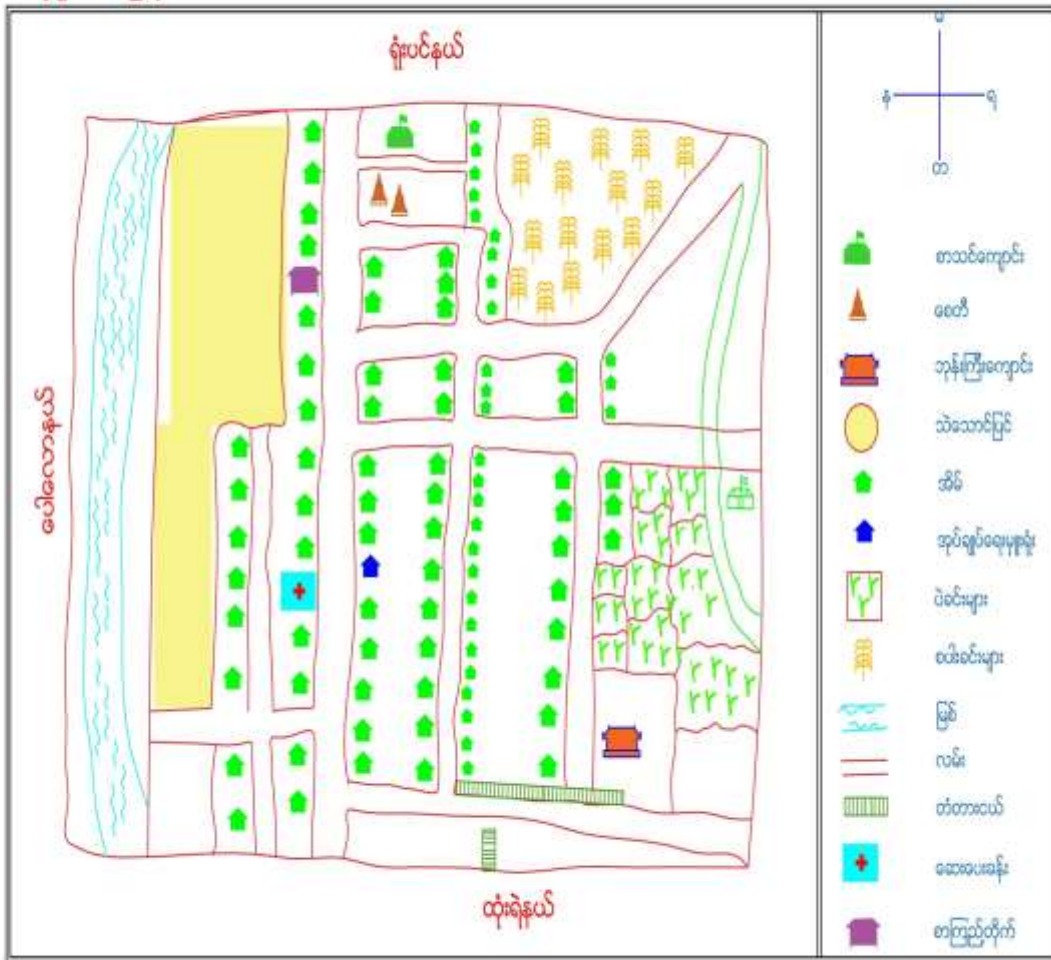 ရုံးပင်နယ်
ပေါလောနယ်
ထုံးရဲနယ်
မ
န
ရ
တ
စာသင်ကျောင်း
စေတီ
ဘုန်းကြီးကျောင်း
သဲသောင်ပြင်
အိမ်
အုပ်ချုပ်ရေးမှူးရုံး
ပဲခင်းများ
စပါးခင်းများ
မြစ်
လမ်း
တံတားငယ်
ဆေးပေးခန်း
စာကြည့်တိုက်